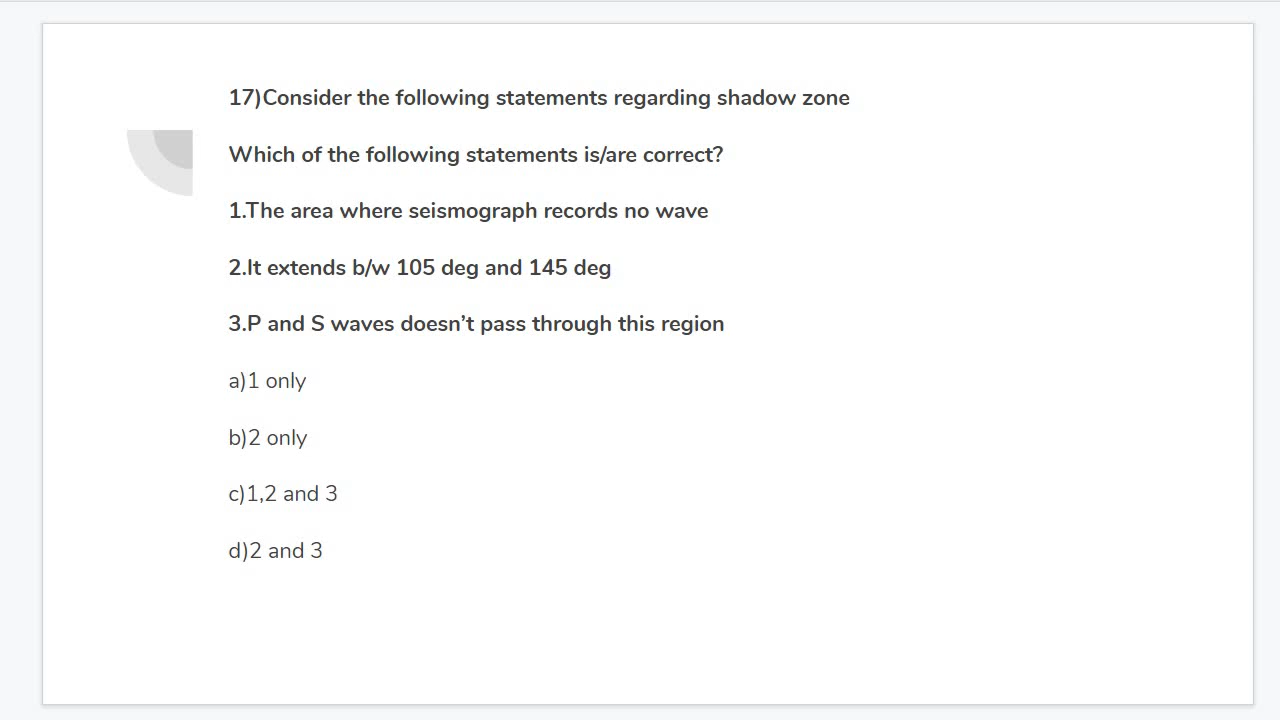 17)Consider the following statements regarding shadow zone
Which of the following statements is/are correct?
1.The area where seismograph records no wave
2.It extends b/w 105 deg and 145 deg
3.P and S waves doesn’t pass through this region
a)1 only
b)2 only
c)1,2 and 3
d)2 and 3